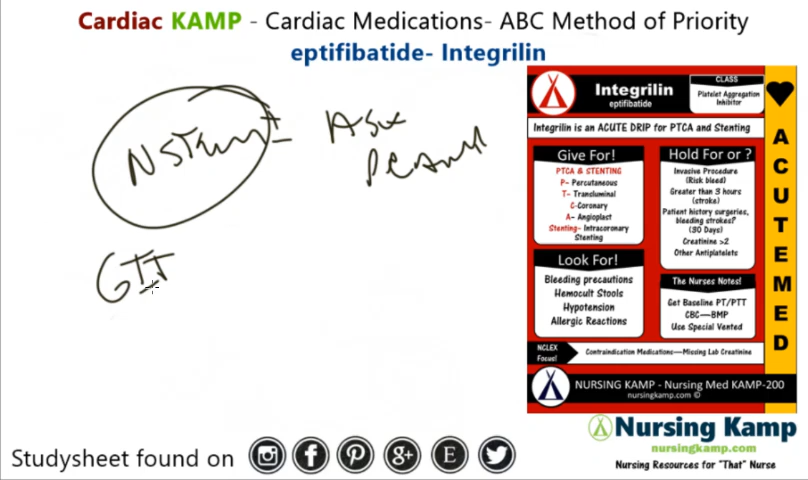 Cardiac KAMP - Cardiac Medications- ABC Method of Priority
eptifibatide- Integrilin
GTT
Integrilin
eptifibatide
CLASS
Platelet Aggregation
Inhibitor
Integrilin is an ACUTE DRIP for PTCA and Stenting
Give For!
PTCA & STENTING
P- Percutaneous
T- Transluminal
C-Coronary
A- Angioplast
Stenting- Intracoronary
Stenting
Hold For or ?
Invasive Procedure
(Risk bleed)
Greater than 3 hours
(stroke)
Patient history surgeries,
bleeding strokes?
(30 Days)
Creatinine >2
Other Antiplatelets
Look For!
Bleeding precautions
Hemocult Stools
Hypotension
Allergic Reactions
The Nurses Notes!
Get Baseline PT/PTT
CBC—BMP
Use Special Vented
NCLEX
Focus!
Contraindication Medications—Missing Lab Creatinine
NURSING KAMP - Nursing Med KAMP-200
nursingkamp.com ©
ACUTE MED
Nursing Kamp
nursingkamp.com
Nursing Resources for "That" Nurse
Studysheet found on